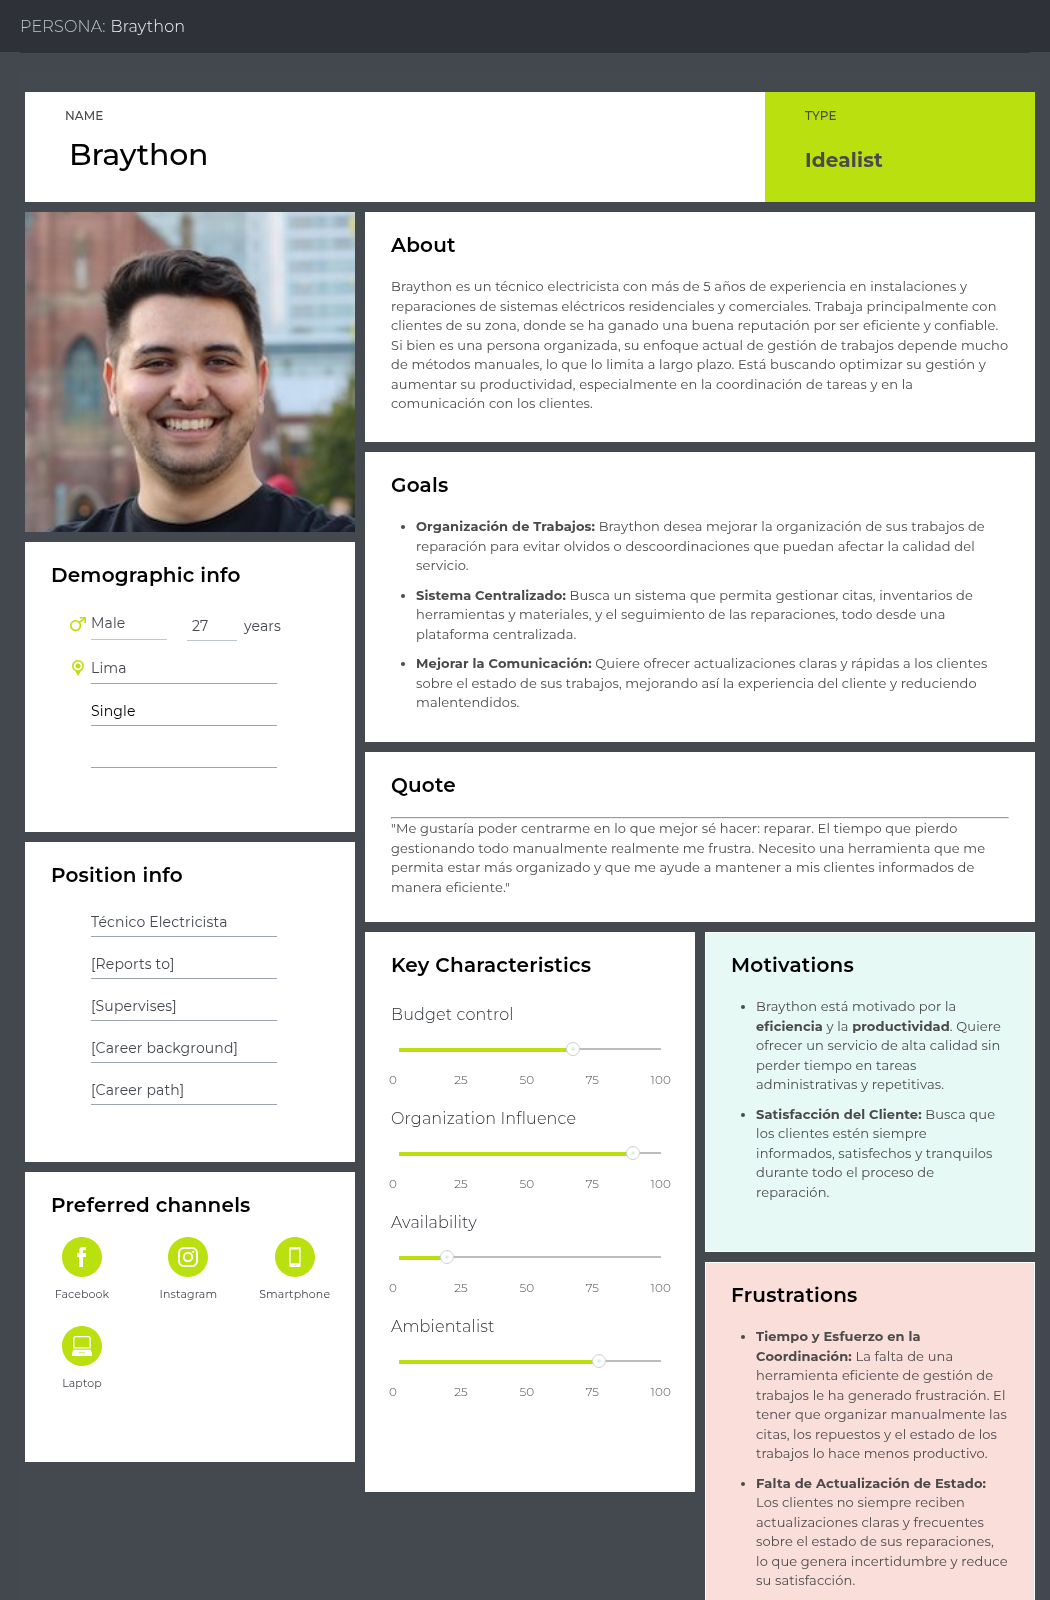 PERSONA: Braython
NAME
Braython
TYPE
Idealist
About
Braython es un técnico electricista con más de 5 años de experiencia en instalaciones y
reparaciones de sistemas eléctricos residenciales y comerciales. Trabaja principalmente con
clientes de su zona, donde se ha ganado una buena reputación por ser eficiente y confiable.
Si bien es una persona organizada, su enfoque actual de gestión de trabajos depende mucho
de métodos manuales, lo que lo limita a largo plazo. Está buscando optimizar su gestión y
aumentar su productividad, especialmente en la coordinación de tareas y en la
comunicación con los clientes.
Goals
• Organización de Trabajos: Braython desea mejorar la organización de sus trabajos de
reparación para evitar olvidos o descoordinaciones que puedan afectar la calidad del
servicio.
• Sistema Centralizado: Busca un sistema que permita gestionar citas, inventarios de
herramientas y materiales, y el seguimiento de las reparaciones, todo desde una
plataforma centralizada.
• Mejorar la Comunicación: Quiere ofrecer actualizaciones claras y rápidas a los clientes
sobre el estado de sus trabajos, mejorando así la experiencia del cliente y reduciendo
malentendidos.
Demographic info
Male 27 years
Lima
Single
Quote
"Me gustaría poder centrarme en lo que mejor sé hacer: reparar. El tiempo que pierdo
gestionando todo manualmente realmente me frustra. Necesito una herramienta que me
permita estar más organizado y que me ayude a mantener a mis clientes informados de
manera eficiente."
Position info
Técnico Electricista
[Reports to]
[Supervises]
[Career background]
[Career path]
Preferred channels
Facebook Instagram Smartphone
Laptop
Key Characteristics
Budget control
0 25 50 75 100
Organization Influence
0 25 50 75 100
Availability
0 25 50 75 100
Ambientalist
0 25 50 75 100
Motivations
• Braython está motivado por la
eficiencia y la productividad. Quiere
ofrecer un servicio de alta calidad sin
perder tiempo en tareas
administrativas y repetitivas.
• Satisfacción del Cliente: Busca que
los clientes estén siempre
informados, satisfechos y tranquilos
durante todo el proceso de
reparación.
Frustrations
• Tiempo y Esfuerzo en la
Coordinación: La falta de una
herramienta eficiente de gestión de
trabajos le ha generado frustración. El
tener que organizar manualmente las
citas, los repuestos y el estado de los
trabajos lo hace menos productivo.
• Falta de Actualización de Estado:
Los clientes no siempre reciben
actualizaciones claras y frecuentes
sobre el estado de sus reparaciones,
lo que genera incertidumbre y reduce
su satisfacción.